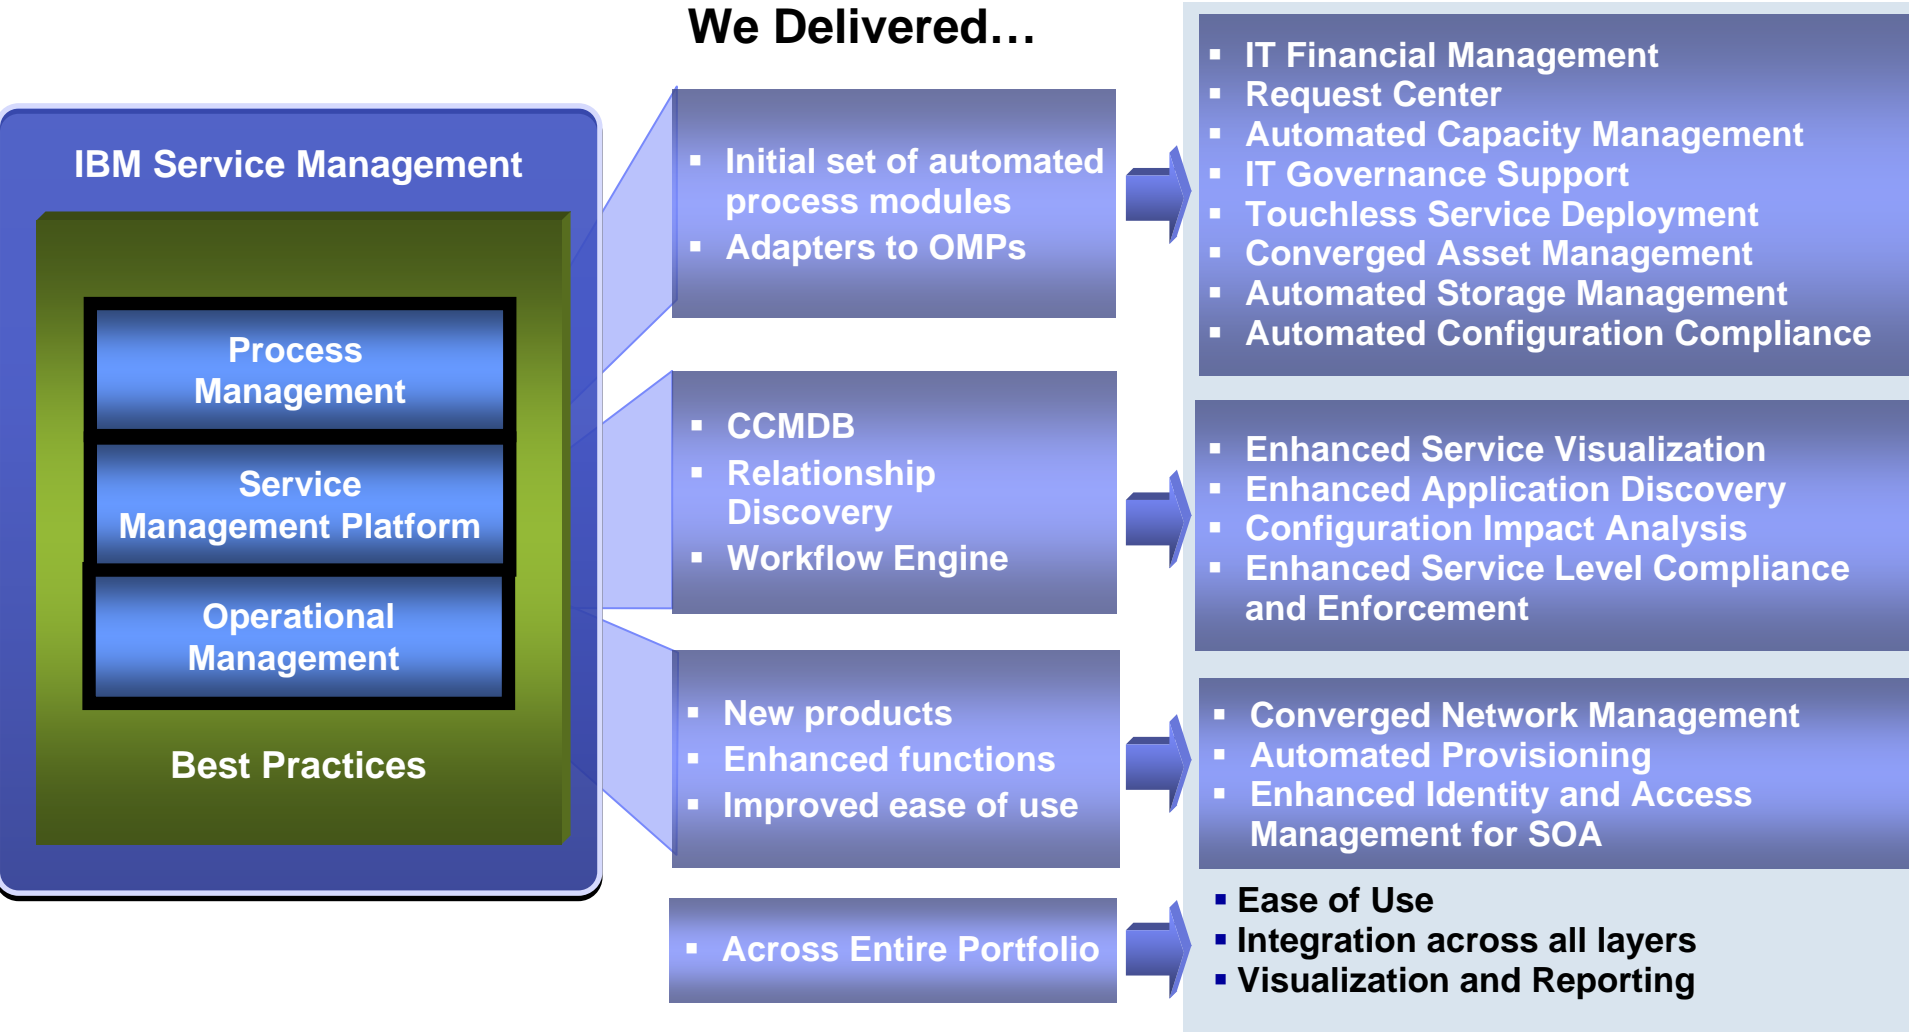 We Delivered…
IBM Service Management
Process
Management
Service
Management Platform
Operational
Management
Best Practices
▪ Initial set of automated
process modules
▪ Adapters to OMPs
▪ CCMDB
▪ Relationship
Discovery
▪ Workflow Engine
▪ New products
▪ Enhanced functions
▪ Improved ease of use
▪ Across Entire Portfolio
▪ IT Financial Management
▪ Request Center
▪ Automated Capacity Management
▪ IT Governance Support
▪ Touchless Service Deployment
▪ Converged Asset Management
▪ Automated Storage Management
▪ Automated Configuration Compliance
▪ Enhanced Service Visualization
▪ Enhanced Application Discovery
▪ Configuration Impact Analysis
▪ Enhanced Service Level Compliance
and Enforcement
▪ Converged Network Management
▪ Automated Provisioning
▪ Enhanced Identity and Access
Management for SOA
▪ Ease of Use
▪ Integration across all layers
▪ Visualization and Reporting